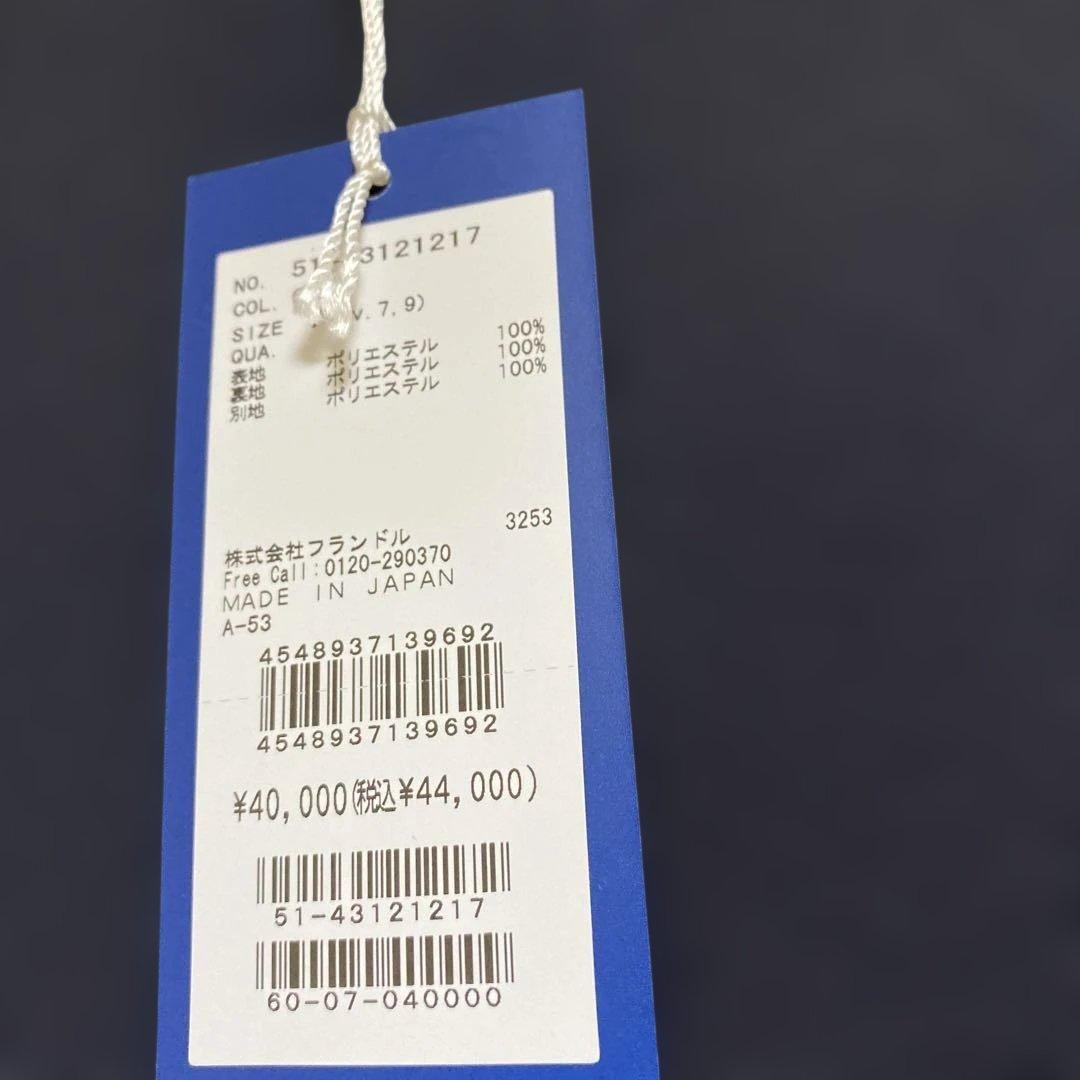 NO. 51-43121217
COL.
SIZE V. 7, 9)
QUA.
表地 ポリエステル 100%
裏地 ポリエステル 100%
別地 ポリエステル 100%
3253
株式会社フランドル
Free Call:0120-290370
MADE IN JAPAN
A-53
4548937139692
4548937139692
¥40,000(税込¥44,000)
51-43121217
60-07-040000